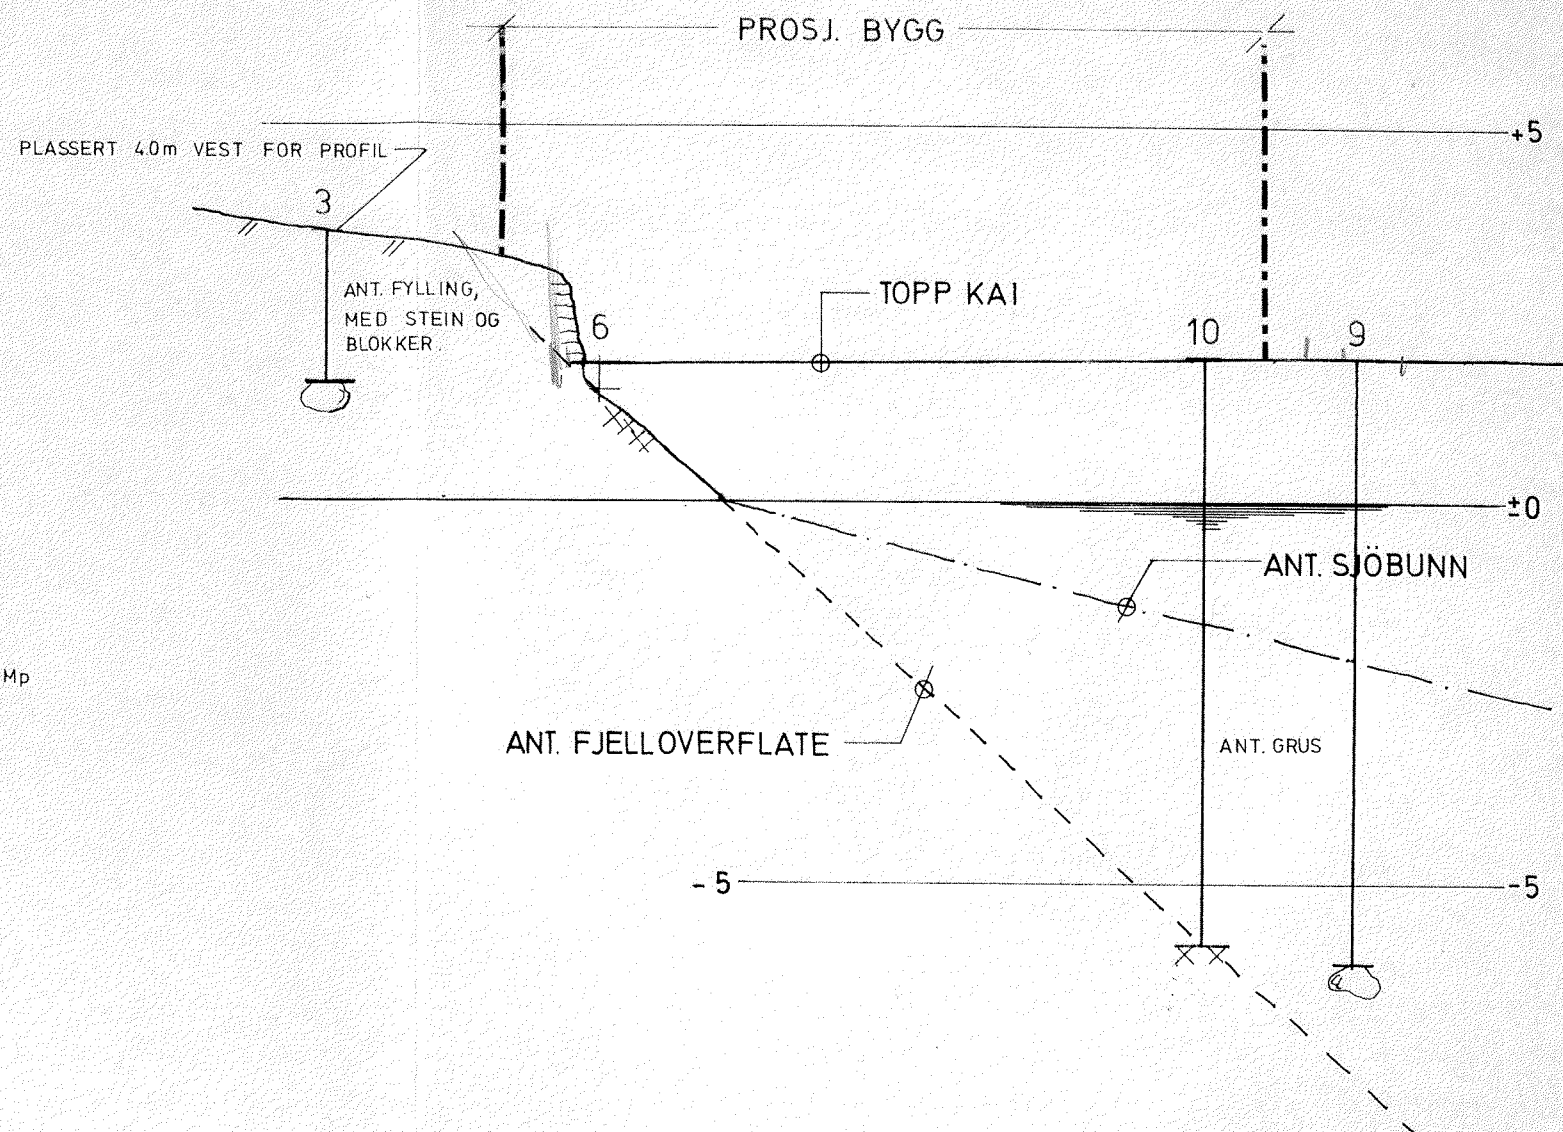 PROSJ. BYGG
+5
PLASSERT 4.0m VEST FOR PROFIL
3
ANT. FYLLING,
MED STEIN OG
BLOKKER.
TOPP KAI
6
10
9
±0
ANT. SJÖBUNN
Mp
ANT. FJELLOVERFLATE
ANT. GRUS
-5
-5